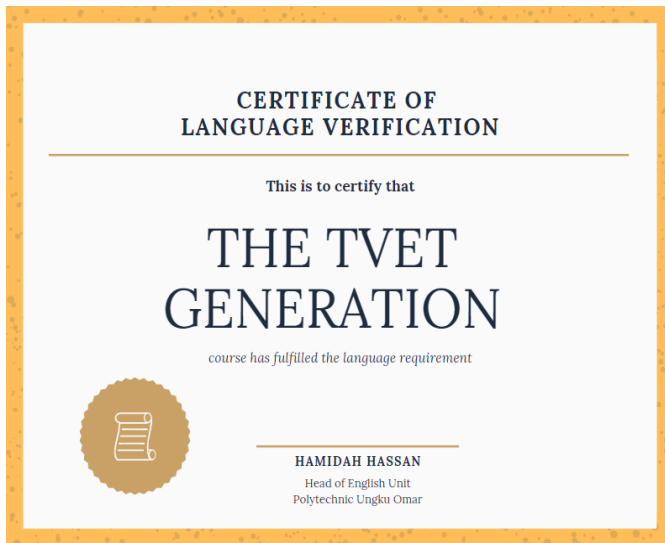 CERTIFICATE OF
LANGUAGE VERIFICATION
This is to certify that
THE TVET
GENERATION
course has fulfilled the language requirement
HAMIDAH HASSAN
Head of English Unit
Polytechnic Ungku Omar